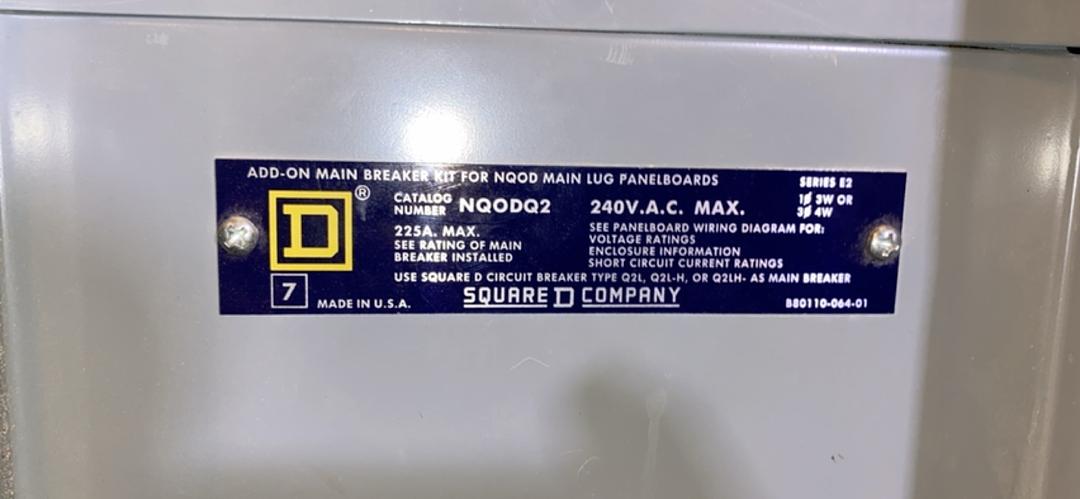 ADD-ON MAIN BREAKER KIT FOR NQOD MAIN LUG PANELBOARDS
SERIES E2
D ®
CATALOG NUMBER NQODQ2
240V.A.C. MAX.
1Ø 3W OR
3Ø 4W
225A. MAX.
SEE RATING OF MAIN
BREAKER INSTALLED
SEE PANELBOARD WIRING DIAGRAM FOR:
VOLTAGE RATINGS
ENCLOSURE INFORMATION
SHORT CIRCUIT CURRENT RATINGS
USE SQUARE D CIRCUIT BREAKER TYPE Q2L, Q2L-H, OR Q2LH- AS MAIN BREAKER
7
MADE IN U.S.A.
SQUARE D COMPANY
B80110-064-01